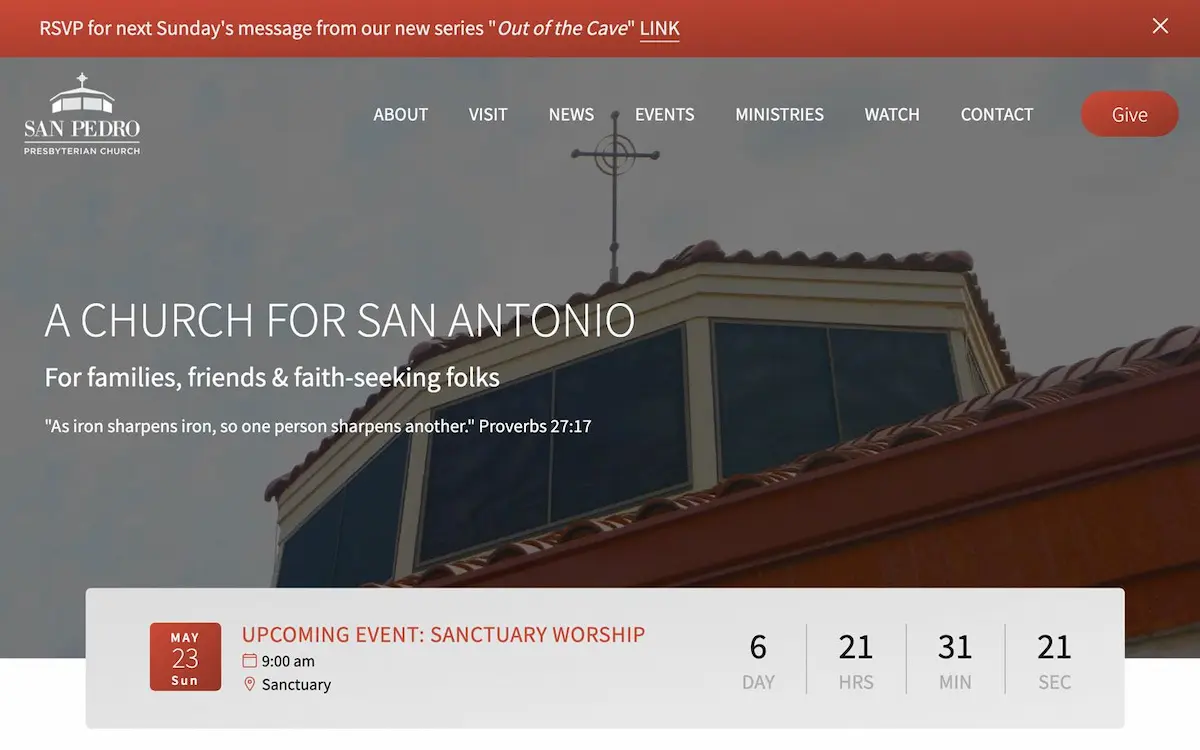 RSVP for next Sunday's message from our new series "Out of the Cave" LINK
SAN PEDRO
PRESBYTERIAN CHURCH
ABOUT VISIT NEWS EVENTS MINISTRIES WATCH CONTACT Give
A CHURCH FOR SAN ANTONIO
For families, friends & faith-seeking folks
"As iron sharpens iron, so one person sharpens another." Proverbs 27:17
MAY
23
Sun
UPCOMING EVENT: SANCTUARY WORSHIP
9:00 am
Sanctuary
6 21 31 21
DAY HRS MIN SEC